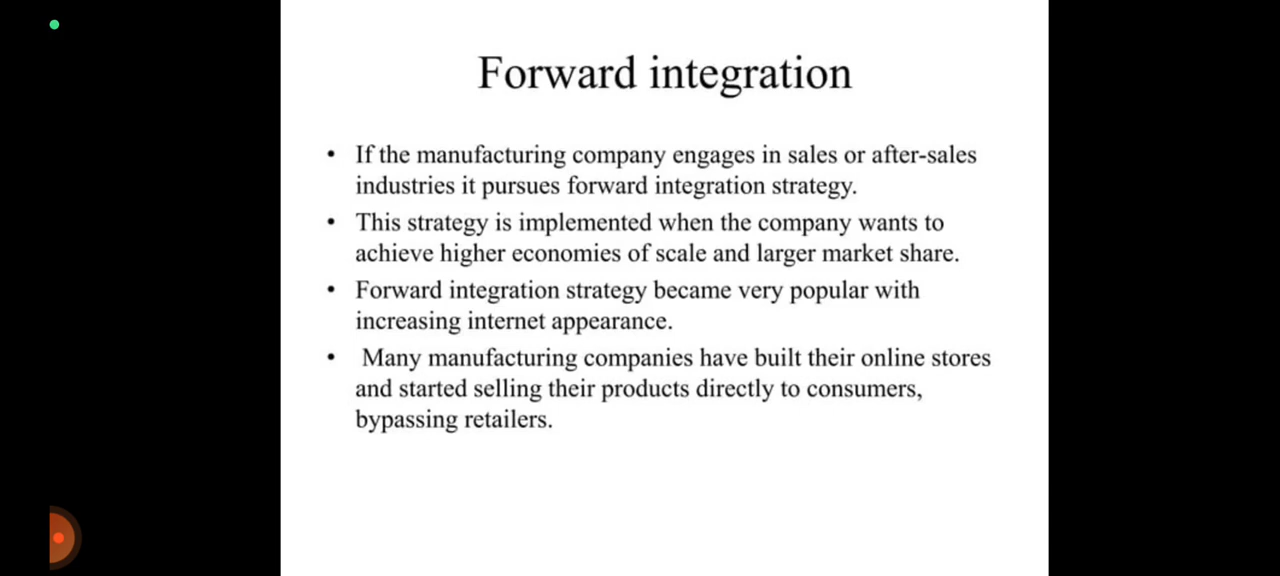 Forward integration
• If the manufacturing company engages in sales or after-sales
industries it pursues forward integration strategy.
• This strategy is implemented when the company wants to
achieve higher economies of scale and larger market share.
• Forward integration strategy became very popular with
increasing internet appearance.
• Many manufacturing companies have built their online stores
and started selling their products directly to consumers,
bypassing retailers.